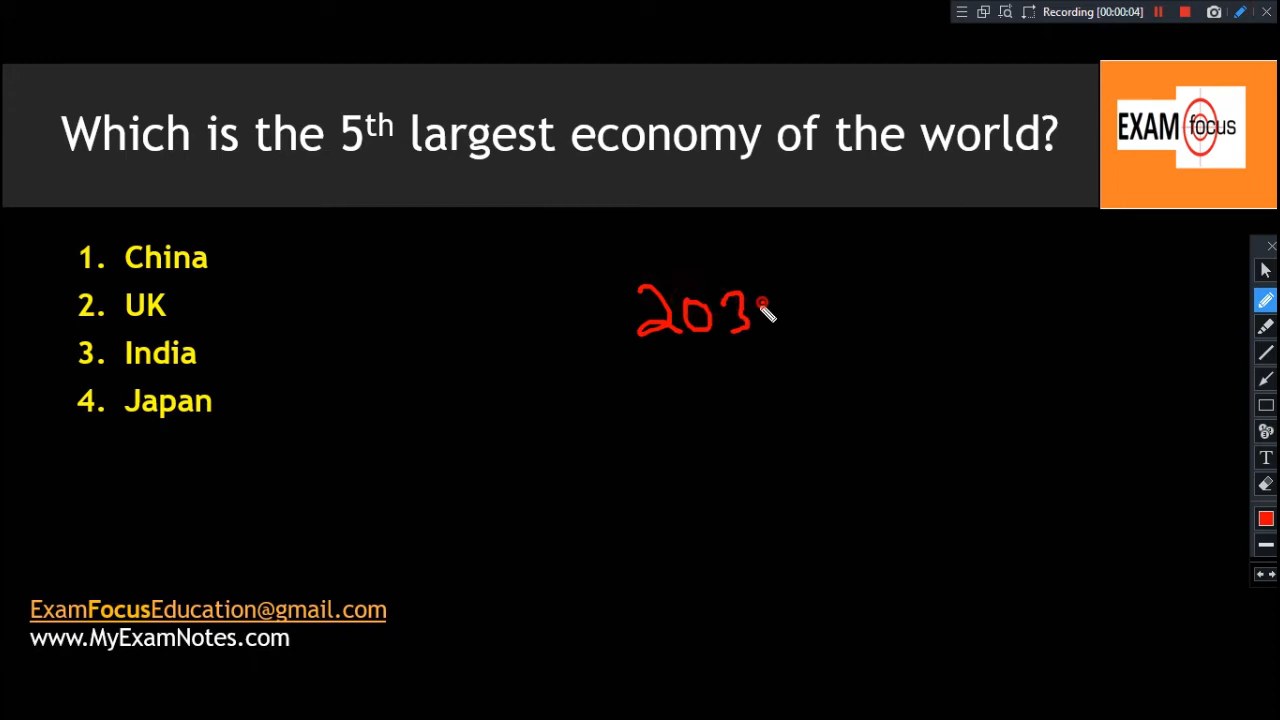 Recording [00:00:04]
Which is the 5th largest economy of the world?
EXAM focus
1. China
2. UK
3. India
4. Japan
203
T
ExamFocusEducation@gmail.com
www.MyExamNotes.com